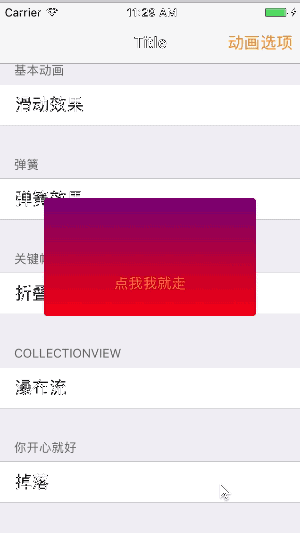 Carrier 11:28 AM
Title 动画选项
基本动画
滑动效果
弹簧
弹簧效果
关键帧
点我我就走
折叠
COLLECTIONVIEW
瀑布流
你开心就好
掉落